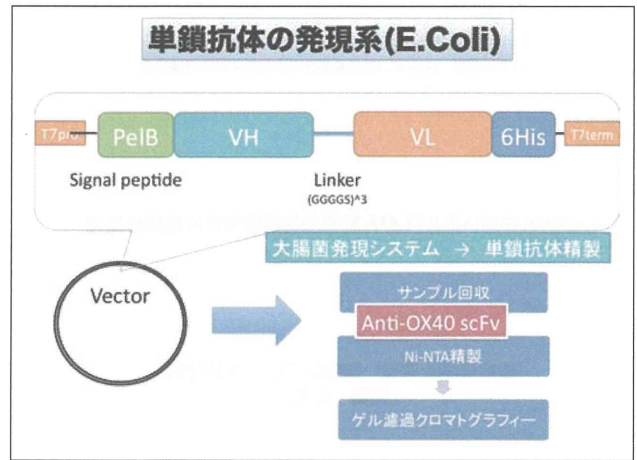 単鎖抗体の発現系(E.Coli)
T7pro PelB VH VL 6His T7term
Signal peptide Linker
(GGGGS)^3
大腸菌発現システム → 単鎖抗体精製
Vector
サンプル回収
Anti-OX40 scFv
Ni-NTA精製
ゲル濾過クロマトグラフィー